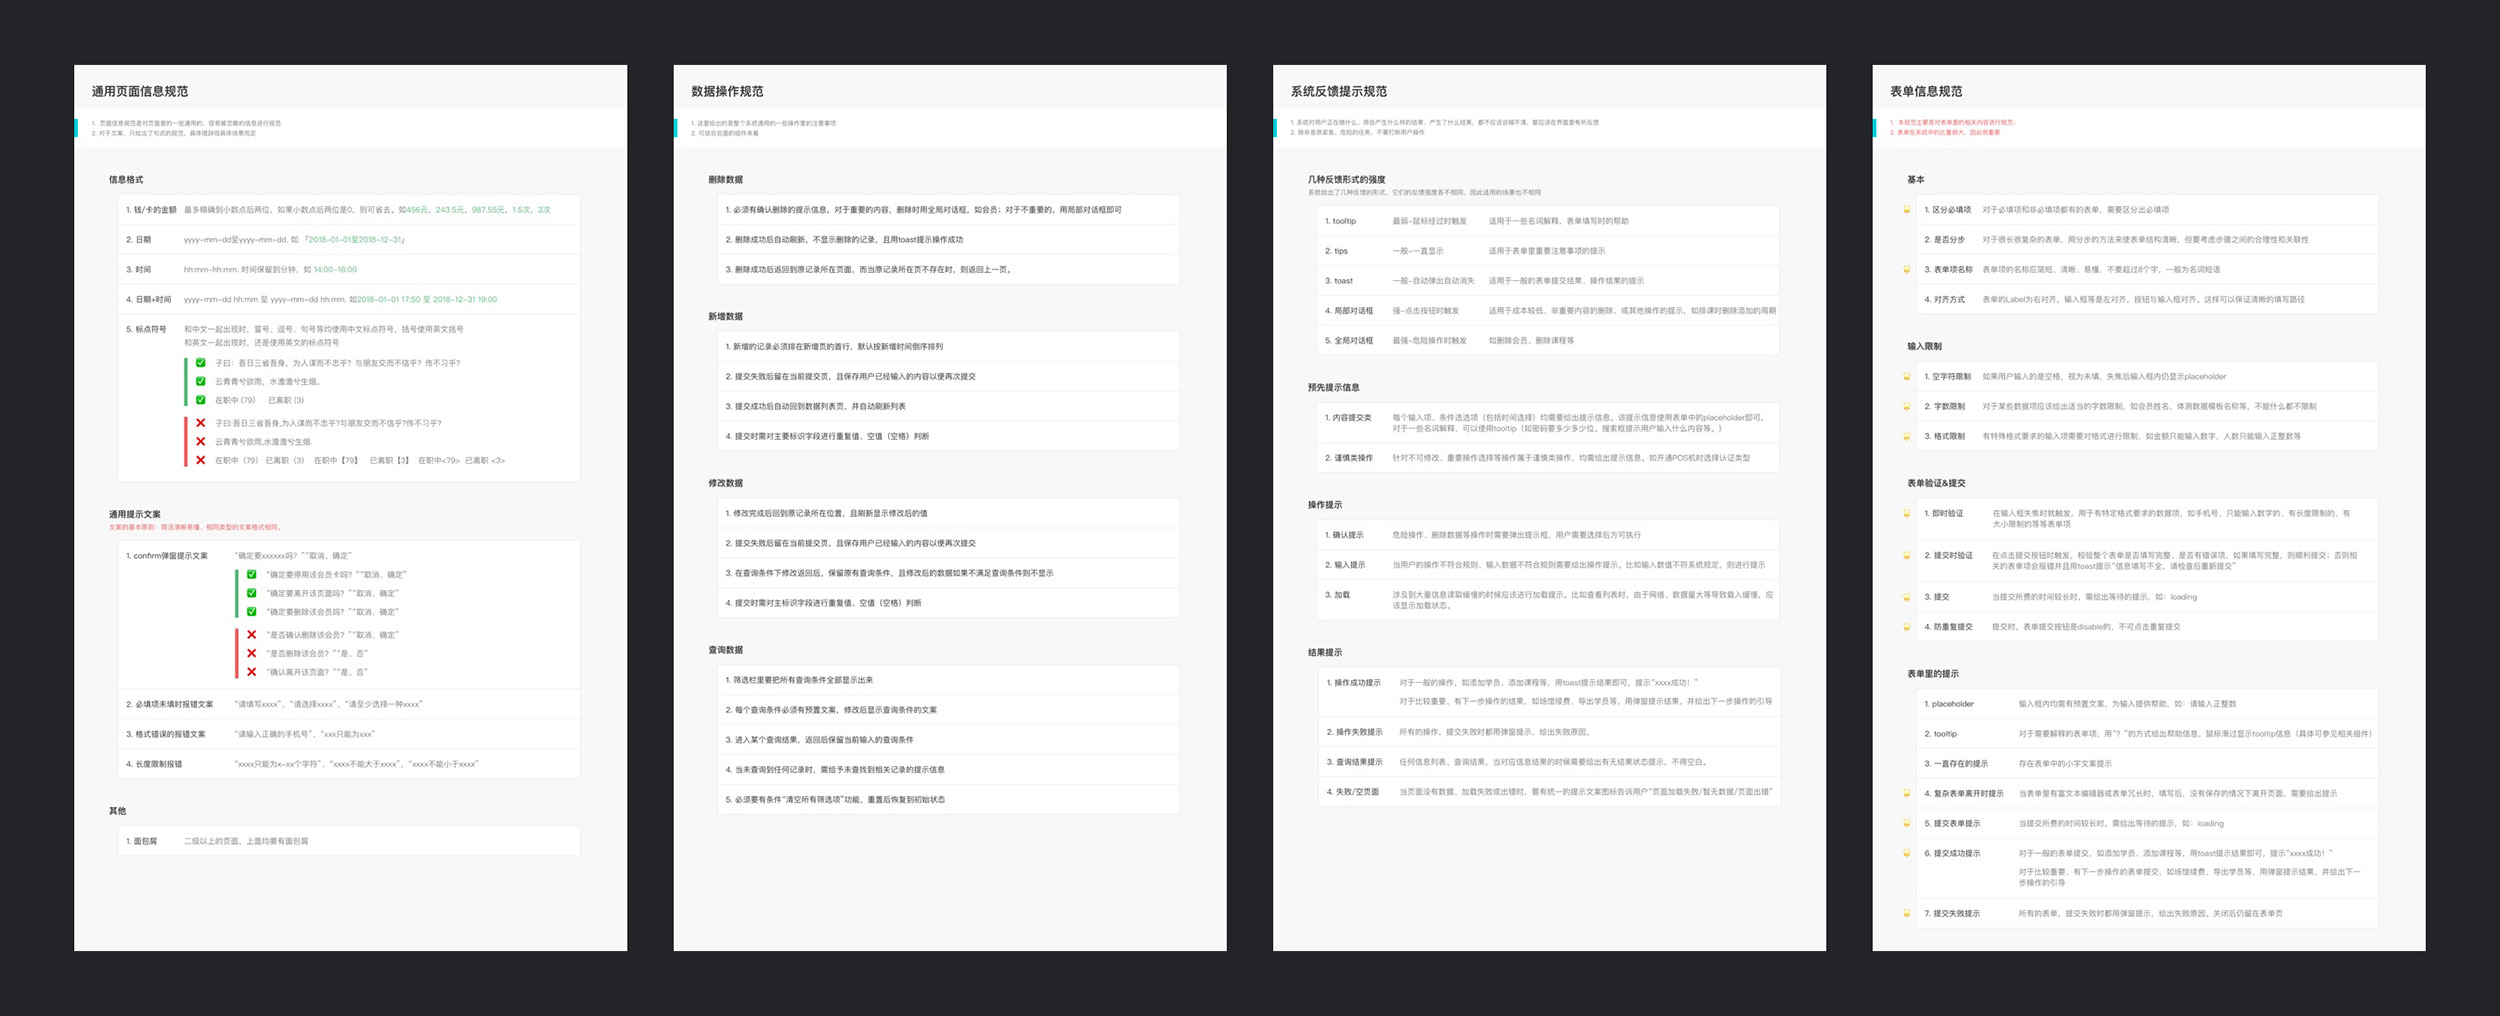 通用页面信息规范
1. 页面信息规范是对页面里的一些通用的、容易被忽略的信息进行规范
2. 对于文案，只给出了句式的规范，具体措辞视具体场景而定
信息格式
1. 钱/卡的金额 最多精确到小数点后两位，如果小数点后两位是0，则可省去。如456元，243.5元，987.55元，1.5次，3次
2. 日期 yyyy-mm-dd至yyyy-mm-dd. 如 「2018-01-01至2018-12-31」
3. 时间 hh:mm-hh:mm. 时间保留到分钟，如 14:00-16:00
4. 日期+时间 yyyy-mm-dd hh:mm 至 yyyy-mm-dd hh:mm. 如2018-01-01 17:50 至 2018-12-31 19:00
5. 标点符号 和中文一起出现时，冒号、逗号、句号等均使用中文标点符号，括号使用英文括号
和英文一起出现时，还是使用英文的标点符号
✅ 子曰：吾日三省吾身，为人谋而不忠乎？与朋友交而不信乎？传不习乎？
✅ 云青青兮欲雨，水澹澹兮生烟。
✅ 在职中 (79) 已离职 (3)
❌ 子曰:吾日三省吾身,为人谋而不忠乎?与朋友交而不信乎?传不习乎?
❌ 云青青兮欲雨,水澹澹兮生烟.
❌ 在职中（79） 已离职（3） 在职中【79】 已离职【3】 在职中<79> 已离职 <3>
通用提示文案
文案的基本原则：简洁清晰易懂、相同类型的文案格式相同。
1. confirm弹窗提示文案 “确定要xxxxxx吗？”“取消、确定”
✅ “确定要停用该会员卡吗？”“取消、确定”
✅ “确定要离开该页面吗？”“取消、确定”
✅ “确定要删除该会员吗？”“取消、确定”
❌ “是否确认删除该会员？”“取消、确定”
❌ “是否删除该会员？”“是、否”
❌ “确认离开该页面？”“是、否”
2. 必填项未填时报错文案 “请填写xxxx”、“请选择xxxx”、“请至少选择一种xxxx”
3. 格式错误的报错文案 “请输入正确的手机号”、“xxx只能为xxx”
4. 长度限制报错 “xxxx只能为x-xx个字符”、“xxxx不能大于xxxx”、“xxxx不能小于xxxx”
其他
1. 面包屑 二级以上的页面，上面均要有面包屑
数据操作规范
1. 这里给出的是整个系统通用的一些操作里的注意事项
2. 可结合后面的组件来看
删除数据
1. 必须有确认删除的提示信息，对于重要的内容，删除时用全局对话框，如会员；对于不重要的，用局部对话框即可
2. 删除成功后自动刷新，不显示删除的记录，且用toast提示操作成功
3. 删除成功后返回到原记录所在页面，而当原记录所在页不存在时，则返回上一页。
新增数据
1. 新增的记录必须排在新增页的首行，默认按新增时间倒序排列
2. 提交失败后留在当前提交页，且保存用户已经输入的内容以便再次提交
3. 提交成功后自动回到数据列表页，并自动刷新列表
4. 提交时需对主要标识字段进行重复值、空值（空格）判断
修改数据
1. 修改完成后回到原记录所在位置，且刷新显示修改后的值
2. 提交失败后留在当前提交页，且保存用户已经输入的内容以便再次提交
3. 在查询条件下修改返回后，保留原有查询条件，且修改后的数据如果不满足查询条件则不显示
4. 提交时需对主标识字段进行重复值、空值（空格）判断
查询数据
1. 筛选栏里要把所有查询条件全部显示出来
2. 每个查询条件必须有预置文案，修改后显示查询条件的文案
3. 进入某个查询结果，返回后保留当前输入的查询条件
4. 当未查询到任何记录时，需给予未查找到相关记录的提示信息
5. 必须要有条件“清空所有筛选项”功能，重置后恢复到初始状态
系统反馈提示规范
1. 系统对用户正在做什么、将会产生什么样的结果、产生了什么结果，都不应该含糊不清，都应该在界面里有所反馈
2. 除非是很紧急、危险的任务，不要打断用户操作
几种反馈形式的强度
系统给出了几种反馈的形式，它们的反馈强度各不相同，因此适用的场景也不相同
1. tooltip 最弱-鼠标经过时触发 适用于一些名词解释、表单填写时的帮助
2. tips 一般-一直显示 适用于表单里重要注意事项的提示
3. toast 一般-自动弹出自动消失 适用于一般的表单提交结果、操作结果的提示
4. 局部对话框 强-点击按钮时触发 适用于成本较低、非重要内容的删除、或其他操作的提示，如排课时删除添加的周期
5. 全局对话框 最强-危险操作时触发 如删除会员、删除课程等
预先提示信息
1. 内容提交类 每个输入项、条件选选项（包括时间选择）均需要给出提示信息，该提示信息使用表单中的placeholder即可，
对于一些名词解释，可以使用tooltip（如密码要多少多少位，搜索框提示用户输入什么内容等。）
2. 谨慎类操作 针对不可修改、重要操作选择等操作属于谨慎类操作，均需给出提示信息。如开通POS机时选择认证类型
操作提示
1. 确认提示 危险操作、删除数据等操作时需要弹出提示框，用户需要选择后方可执行
2. 输入提示 当用户的操作不符合规则、输入数据不符合规则需要给出操作提示。比如输入数值不符系统规定，则进行提示
3. 加载 涉及到大量信息读取缓慢的时候应该进行加载提示。比如查看列表时，由于网络、数据量大等导致载入缓慢，应
该显示加载状态。
结果提示
1. 操作成功提示 对于一般的操作，如添加学员、添加课程等，用toast提示结果即可，提示“xxxx成功！”
对于比较重要、有下一步操作的结果，如场馆续费、导出学员等，用弹窗提示结果，并给出下一步操作的引导
2. 操作失败提示 所有的操作，提交失败时都用弹窗提示，给出失败原因。
3. 查询结果提示 任何信息列表、查询结果，当对应信息结果的时候需要给出有无结果状态提示，不得空白。
4. 失败/空页面 当页面没有数据、加载失败或出错时，要有统一的提示文案图标告诉用户“页面加载失败/暂无数据/页面出错”
表单信息规范
1. 本规范主要是对表单里的相关内容进行规范；
2. 表单在系统中的比重很大，因此很重要
基本
1. 区分必填项 对于必填项和非必填项都有的表单，需要区分出必填项
2. 是否分步 对于很长很复杂的表单，用分步的方法来使表单结构清晰，但要考虑步骤之间的合理性和关联性
3. 表单项名称 表单项的名称应简短、清晰、易懂，不要超过8个字，一般为名词短语
4. 对齐方式 表单的Label为右对齐，输入框等是左对齐，按钮与输入框对齐。这样可以保证清晰的填写路径
输入限制
1. 空字符限制 如果用户输入的是空格，视为未填，失焦后输入框内仍显示placeholder
2. 字数限制 对于某些数据项应该给出适当的字数限制，如会员姓名、体测数据模板名称等，不能什么都不限制
3. 格式限制 有特殊格式要求的输入项需要对格式进行限制，如金额只能输入数字，人数只能输入正整数等
表单验证&提交
1. 即时验证 在输入框失焦时就触发，用于有特定格式要求的数据项，如手机号、只能输入数字的、有长度限制的、有
大小限制的等等表单项
2. 提交时验证 在点击提交按钮时触发，校验整个表单是否填写完整、是否有错误项，如果填写完整，则顺利提交；否则相
关的表单项会报错并且用toast提示“信息填写不全，请检查后重新提交”
3. 提交 当提交所费的时间较长时，需给出等待的提示，如：loading
4. 防重复提交 提交时，表单提交按钮是disable的，不可点击重复提交
表单里的提示
1. placeholder 输入框内均需有预置文案，为输入提供帮助，如：请输入正整数
2. tooltip 对于需要解释的表单项，用“？”的方式给出帮助信息，鼠标滑过显示tooltip信息（具体可参见相关组件）
3. 一直存在的提示 存在表单中的小字文案提示
4. 复杂表单离开时提示 当表单里有富文本编辑器或表单冗长时，填写后，没有保存的情况下离开页面，需要给出提示
5. 提交表单提示 当提交所费的时间较长时，需给出等待的提示，如：loading
6. 提交成功提示 对于一般的表单提交，如添加学员、添加课程等，用toast提示结果即可，提示“xxxx成功！”
对于比较重要、有下一步操作的表单提交，如场馆续费、导出学员等，用弹窗提示结果，并给出下一
步操作的引导
7. 提交失败提示 所有的表单，提交失败时都用弹窗提示，给出失败原因。关闭后仍留在表单页